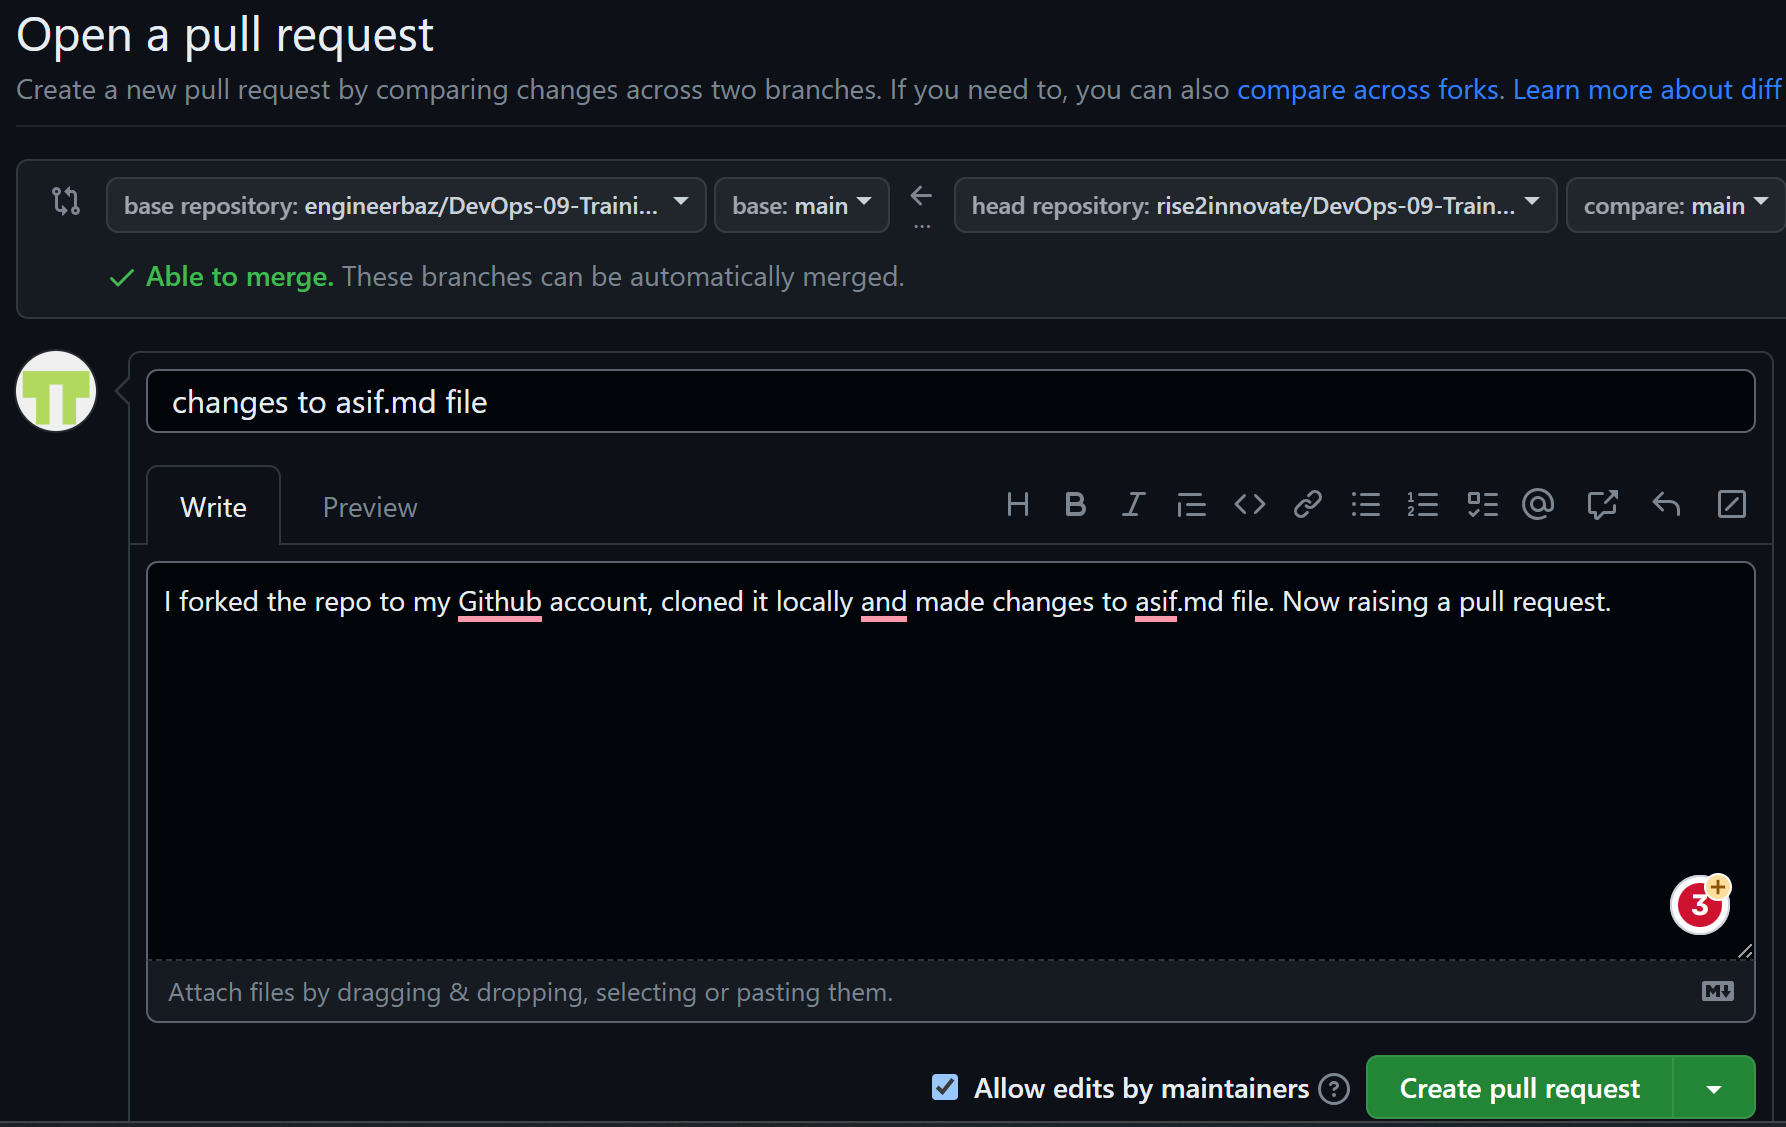 Open a pull request
Create a new pull request by comparing changes across two branches. If you need to, you can also compare across forks. Learn more about diff
base repository: engineerbaz/DevOps-09-Traini... base: main head repository: rise2innovate/DevOps-09-Train... compare: main
Able to merge. These branches can be automatically merged.
changes to asif.md file
Write Preview
I forked the repo to my Github account, cloned it locally and made changes to asif.md file. Now raising a pull request.
3
Attach files by dragging & dropping, selecting or pasting them.
Allow edits by maintainers Create pull request